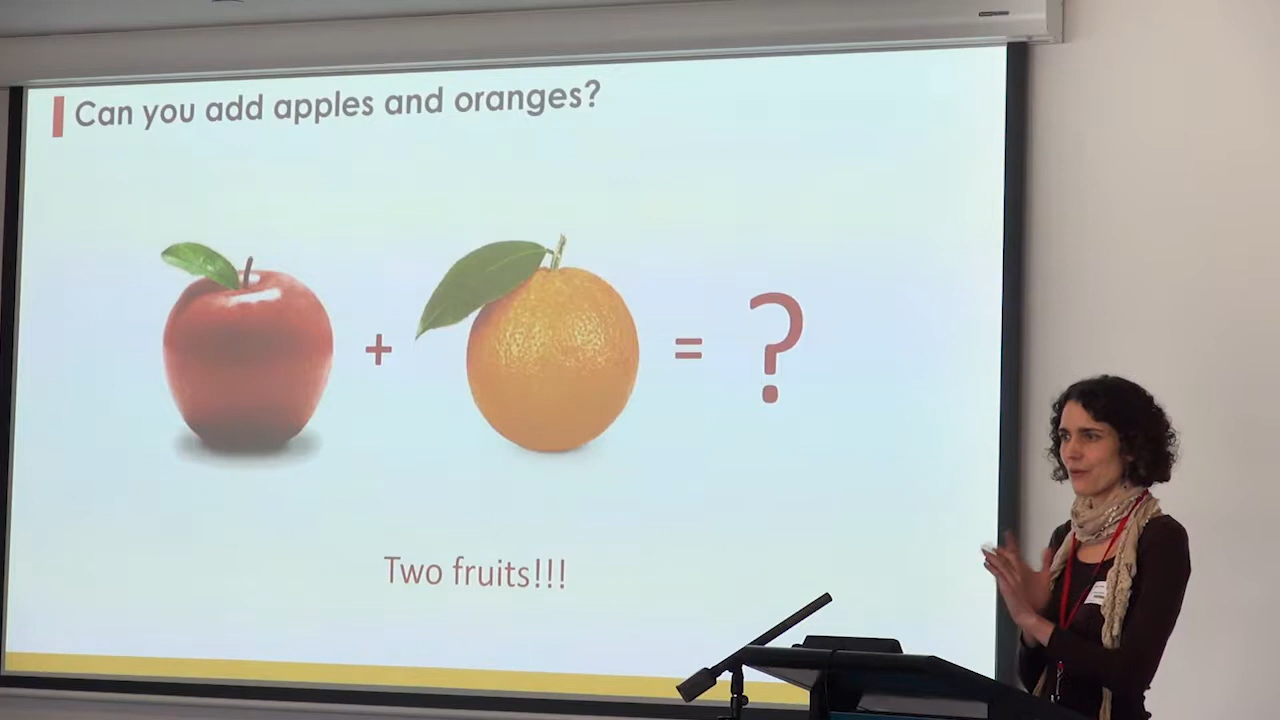 Can you add apples and oranges?
+ = ?
Two fruits!!!